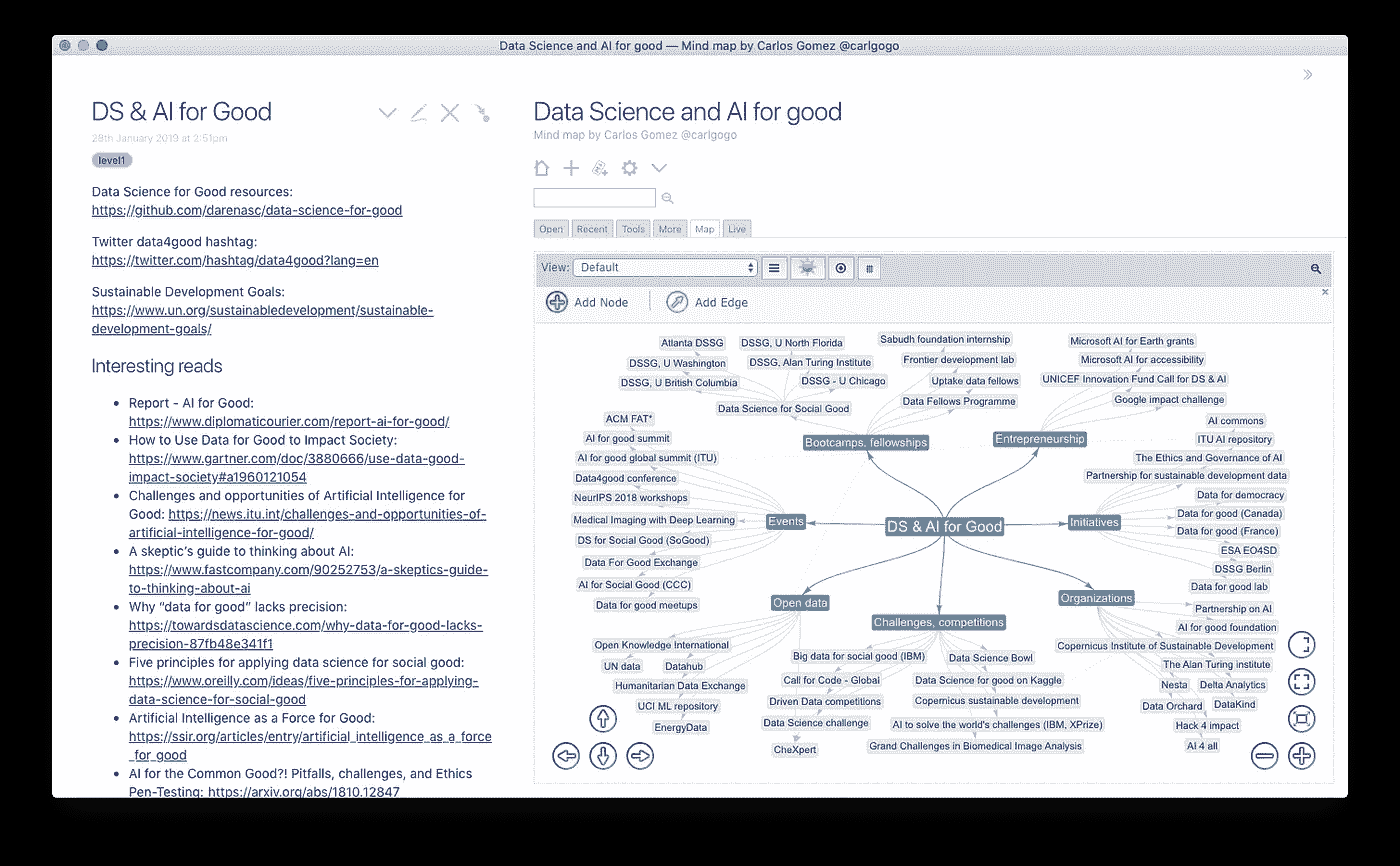 Data Science and AI for good — Mind map by Carlos Gomez @carlgogo
DS & AI for Good
28th January 2019 at 2:51pm
level1
Data Science for Good resources:
https://github.com/darenasc/data-science-for-good
Twitter data4good hashtag:
https://twitter.com/hashtag/data4good?lang=en
Sustainable Development Goals:
https://www.un.org/sustainabledevelopment/sustainable-
development-goals/
Interesting reads
• Report - AI for Good:
https://www.diplomaticourier.com/report-ai-for-good/
• How to Use Data for Good to Impact Society:
https://www.gartner.com/doc/3880666/use-data-good-
impact-society#a1960121054
• Challenges and opportunities of Artificial Intelligence for
Good: https://news.itu.int/challenges-and-opportunities-of-
artificial-intelligence-for-good/
• A skeptic's guide to thinking about AI:
https://www.fastcompany.com/90252753/a-skeptics-guide-
to-thinking-about-ai
• Why “data for good” lacks precision:
https://towardsdatascience.com/why-data-for-good-lacks-
precision-87fb48e341f1
• Five principles for applying data science for social good:
https://www.oreilly.com/ideas/five-principles-for-applying-
data-science-for-social-good
• Artificial Intelligence as a Force for Good:
https://ssir.org/articles/entry/artificial_intelligence_as_a_force
_for_good
• AI for the Common Good?! Pitfalls, challenges, and Ethics
Pen-Testing: https://arxiv.org/abs/1810.12847
Data Science and AI for good
Mind map by Carlos Gomez @carlgogo
Open Recent Tools More Map Live
View: Default
Add Node Add Edge
DS & AI for Good
Bootcamps, fellowships
Data Science for Social Good
Atlanta DSSG
DSSG, U North Florida
DSSG, U Washington
DSSG, Alan Turing Institute
DSSG, U British Columbia
DSSG - U Chicago
Sabudh foundation internship
Frontier development lab
Uptake data fellows
Data Fellows Programme
Entrepreneurship
Microsoft AI for Earth grants
Microsoft AI for accessibility
UNICEF Innovation Fund Call for DS & AI
Google impact challenge
Events
ACM FAT*
AI for good summit
AI for good global summit (ITU)
Data4good conference
NeurIPS 2018 workshops
Medical Imaging with Deep Learning
DS for Social Good (SoGood)
Data For Good Exchange
AI for Social Good (CCC)
Data for good meetups
Initiatives
AI commons
ITU AI repository
The Ethics and Governance of AI
Partnership for sustainable development data
Data for democracy
Data for good (Canada)
Data for good (France)
ESA EO4SD
DSSG Berlin
Data for good lab
Open data
Open Knowledge International
UN data
Datahub
Humanitarian Data Exchange
UCI ML repository
EnergyData
Challenges, competitions
Big data for social good (IBM)
Data Science Bowl
Call for Code - Global
Data Science for good on Kaggle
Driven Data competitions
Copernicus sustainable development
Data Science challenge
AI to solve the world's challenges (IBM, XPrize)
CheXpert
Grand Challenges in Biomedical Image Analysis
Organizations
Partnership on AI
AI for good foundation
Copernicus Institute of Sustainable Development
The Alan Turing institute
Nesta
Delta Analytics
Data Orchard
DataKind
Hack 4 impact
AI 4 all